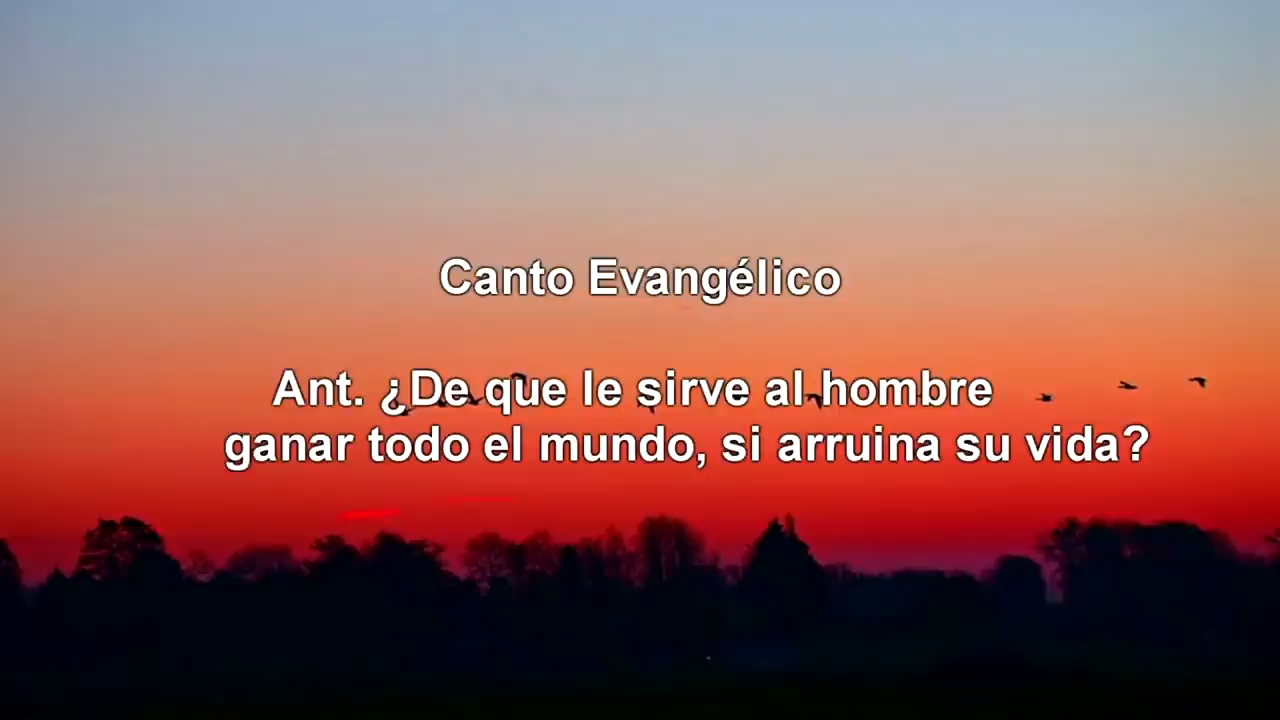 Canto Evangélico
Ant. ¿De que le sirve al hombre
ganar todo el mundo, si arruina su vida?